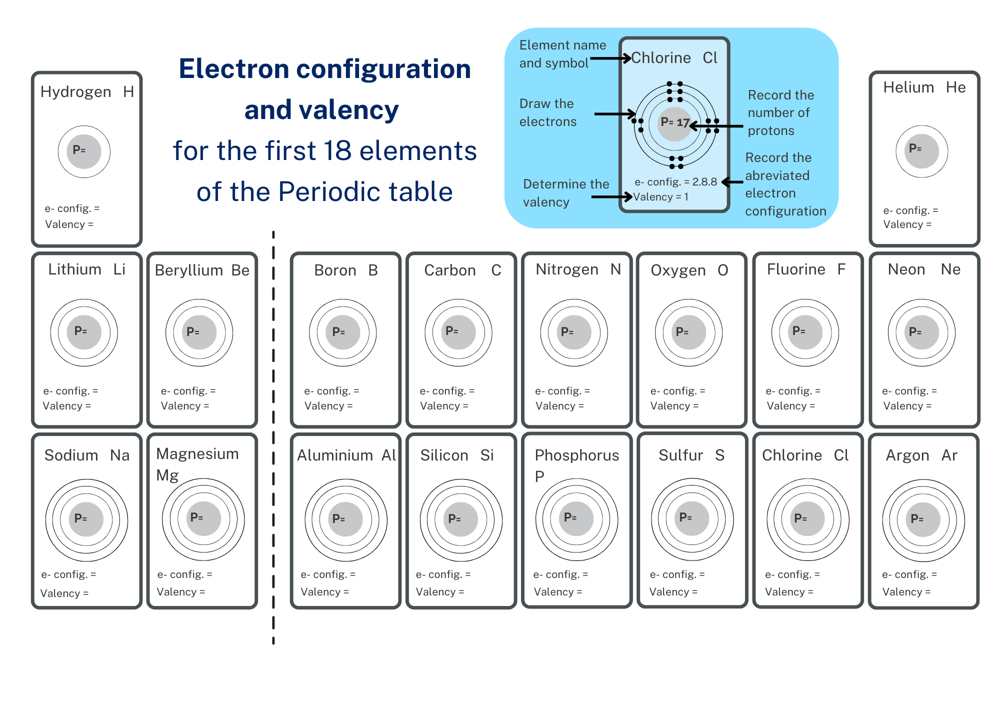 Electron configuration
and valency
for the first 18 elements
of the Periodic table
Element name
and symbol
Draw the
electrons
Determine the
valency
Chlorine Cl
P= 17
e- config. = 2.8.8
Valency = 1
Record the
number of
protons
Record the
abreviated
electron
configuration
Hydrogen H
P=
e- config. =
Valency =
Helium He
P=
e- config. =
Valency =
Lithium Li
P=
e- config. =
Valency =
Beryllium Be
P=
e- config. =
Valency =
Boron B
P=
e- config. =
Valency =
Carbon C
P=
e- config. =
Valency =
Nitrogen N
P=
e- config. =
Valency =
Oxygen O
P=
e- config. =
Valency =
Fluorine F
P=
e- config. =
Valency =
Neon Ne
P=
e- config. =
Valency =
Sodium Na
P=
e- config. =
Valency =
Magnesium
Mg
P=
e- config. =
Valency =
Aluminium Al
P=
e- config. =
Valency =
Silicon Si
P=
e- config. =
Valency =
Phosphorus
P
P=
e- config. =
Valency =
Sulfur S
P=
e- config. =
Valency =
Chlorine Cl
P=
e- config. =
Valency =
Argon Ar
P=
e- config. =
Valency =